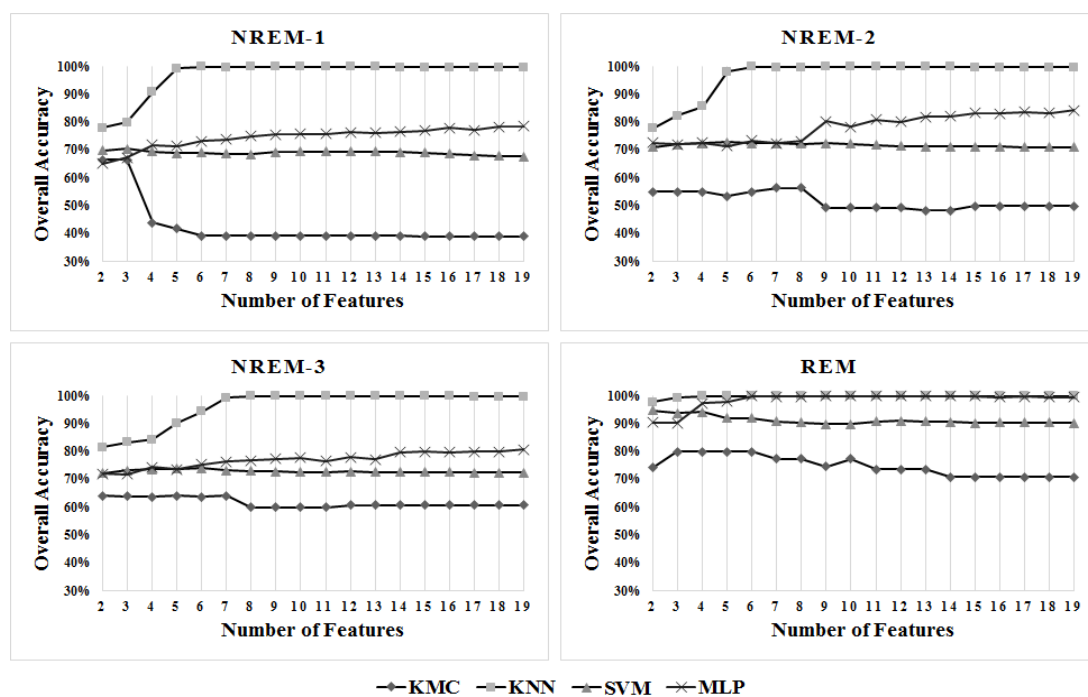 NREM-1
Overall Accuracy
100%
90%
80%
70%
60%
50%
40%
30%
2 3 4 5 6 7 8 9 10 11 12 13 14 15 16 17 18 19
Number of Features
NREM-2
Overall Accuracy
100%
90%
80%
70%
60%
50%
40%
30%
2 3 4 5 6 7 8 9 10 11 12 13 14 15 16 17 18 19
Number of Features
NREM-3
Overall Accuracy
100%
90%
80%
70%
60%
50%
40%
30%
2 3 4 5 6 7 8 9 10 11 12 13 14 15 16 17 18 19
Number of Features
REM
Overall Accuracy
100%
90%
80%
70%
60%
50%
40%
30%
2 3 4 5 6 7 8 9 10 11 12 13 14 15 16 17 18 19
Number of Features
KMC KNN SVM MLP